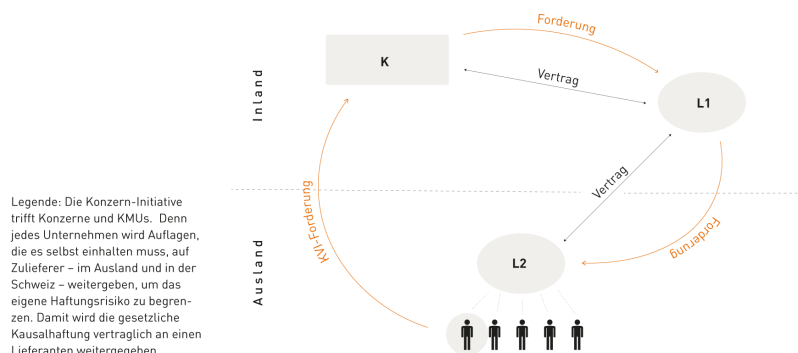 Forderung
K
Vertrag
L1
Inland
Vertrag
KVI-Forderung
Forderung
Ausland
L2
Legende: Die Konzern-Initiative
trifft Konzerne und KMUs. Denn
jedes Unternehmen wird Auflagen,
die es selbst einhalten muss, auf
Zulieferer – im Ausland und in der
Schweiz – weitergeben, um das
eigene Haftungsrisiko zu begren-
zen. Damit wird die gesetzliche
Kausalhaftung vertraglich an einen
Lieferanten weitergegeben